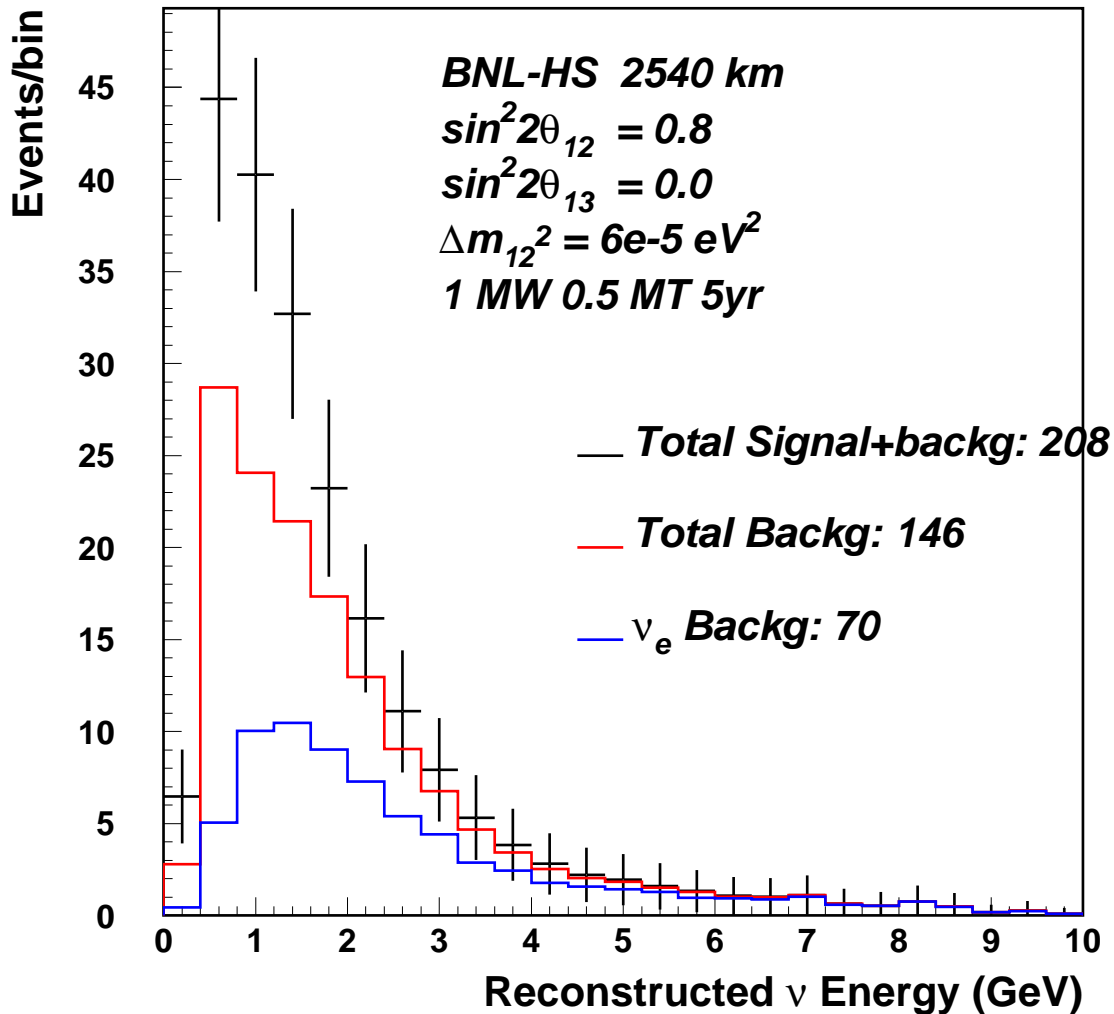 Events/bin
45
40
35
30
25
20
15
10
5
0
BNL-HS 2540 km
sin²2θ₁₂ = 0.8
sin²2θ₁₃ = 0.0
Δm₁₂² = 6e-5 eV²
1 MW 0.5 MT 5yr
Total Signal+backg: 208
Total Backg: 146
νₑ Backg: 70
0 1 2 3 4 5 6 7 8 9 10
Reconstructed ν Energy (GeV)